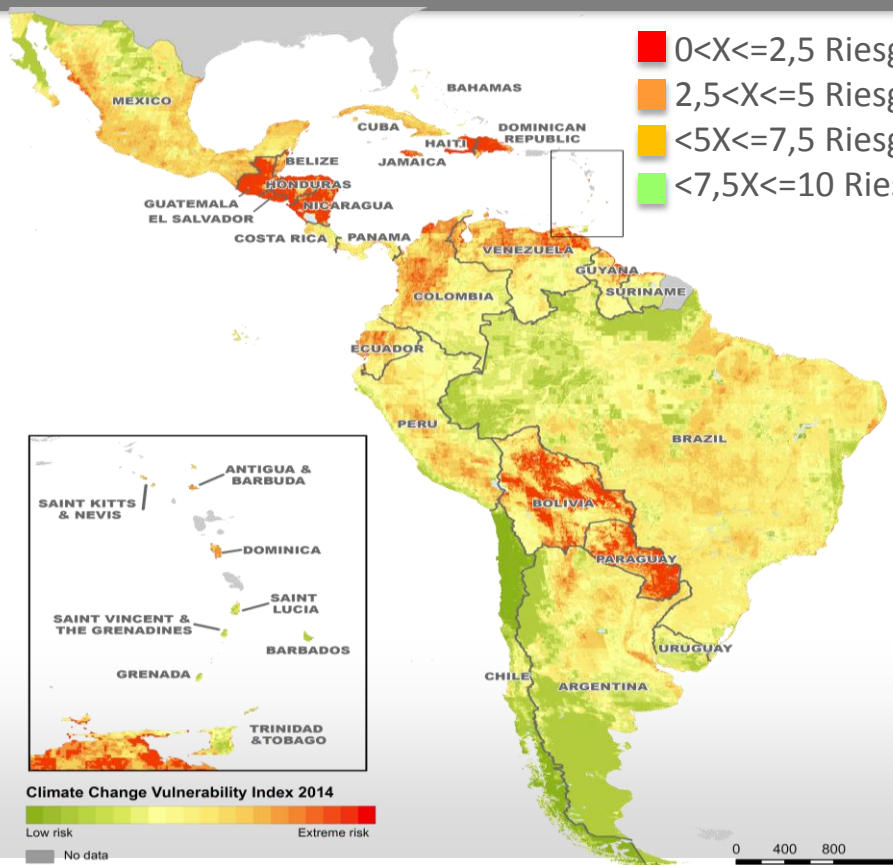 0<X<=2,5 Riesg
2,5<X<=5 Riesg
<5X<=7,5 Riesg
<7,5X<=10 Ries
MEXICO
BAHAMAS
CUBA
HAITI
DOMINICAN
REPUBLIC
JAMAICA
BELIZE
HONDURAS
GUATEMALA
NICARAGUA
EL SALVADOR
COSTA RICA
PANAMA
VENEZUELA
GUYANA
SURINAME
COLOMBIA
ECUADOR
PERU
BRAZIL
BOLIVIA
PARAGUAY
URUGUAY
CHILE
ARGENTINA
ANTIGUA &
BARBUDA
SAINT KITTS
& NEVIS
DOMINICA
SAINT
LUCIA
SAINT VINCENT &
THE GRENADINES
BARBADOS
GRENADA
TRINIDAD
&TOBAGO
Climate Change Vulnerability Index 2014
Low risk
Extreme risk
No data
0 400 800